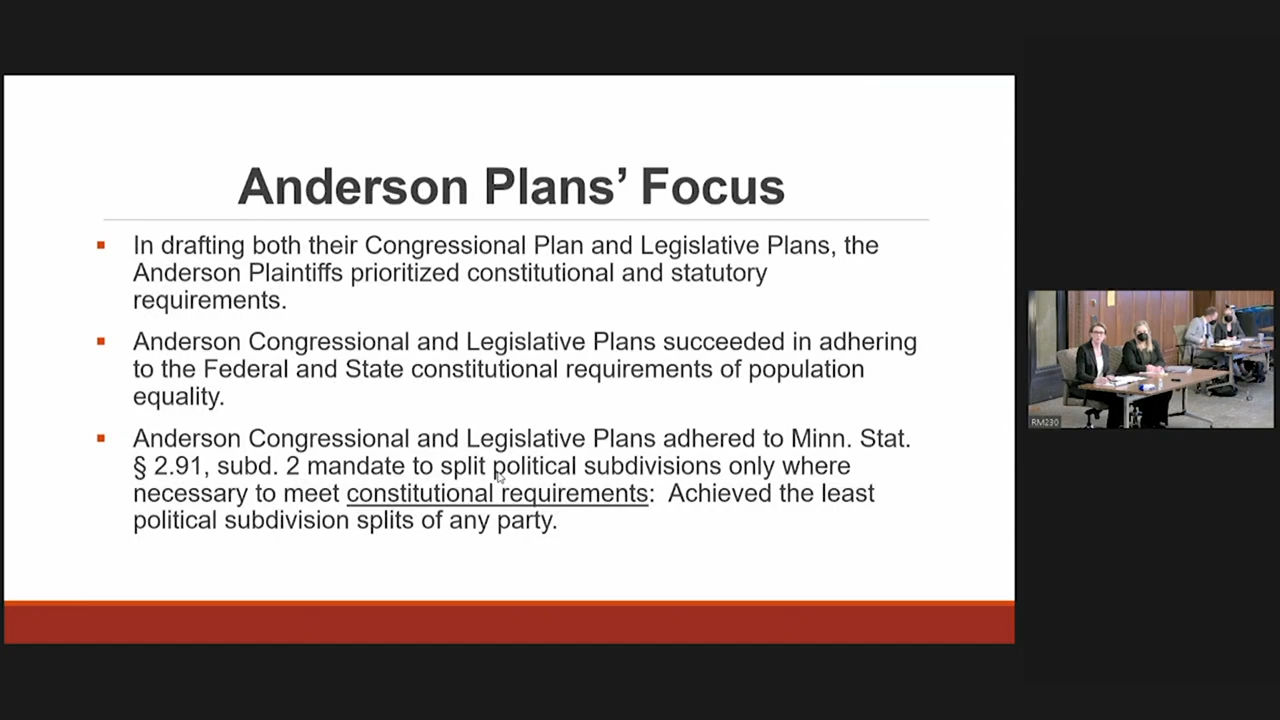 Anderson Plans’ Focus
In drafting both their Congressional Plan and Legislative Plans, the
Anderson Plaintiffs prioritized constitutional and statutory
requirements.
Anderson Congressional and Legislative Plans succeeded in adhering
to the Federal and State constitutional requirements of population
equality.
Anderson Congressional and Legislative Plans adhered to Minn. Stat.
§ 2.91, subd. 2 mandate to split political subdivisions only where
necessary to meet constitutional requirements: Achieved the least
political subdivision splits of any party.
RM230